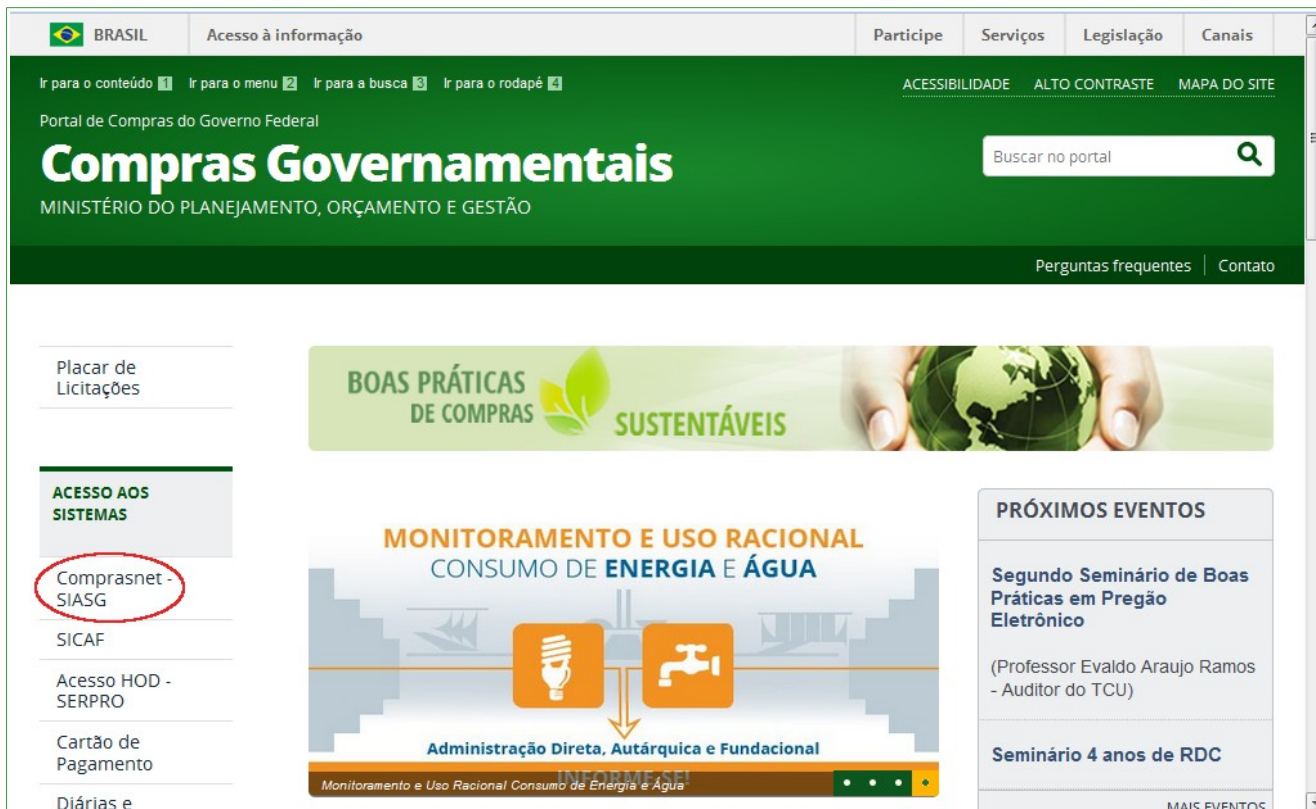 BRASIL
Acesso à informação
Participe
Serviços
Legislação
Canais
Ir para o conteúdo 1
Ir para o menu 2
Ir para a busca 3
Ir para o rodapé 4
ACESSIBILIDADE
ALTO CONTRASTE
MAPA DO SITE
Portal de Compras do Governo Federal
Compras Governamentais
MINISTÉRIO DO PLANEJAMENTO, ORÇAMENTO E GESTÃO
Buscar no portal
Perguntas frequentes
Contato
Placar de
Licitações
ACESSO AOS
SISTEMAS
Comprasnet -
SIASG
SICAF
Acesso HOD -
SERPRO
Cartão de
Pagamento
Diárias e
BOAS PRÁTICAS
DE COMPRAS
SUSTENTÁVEIS
MONITORAMENTO E USO RACIONAL
CONSUMO DE ENERGIA E ÁGUA
Administração Direta, Autárquica e Fundacional
INFORME-SE!
Monitoramento e Uso Racional Consumo de Energia e Água
PRÓXIMOS EVENTOS
Segundo Seminário de Boas
Práticas em Pregão
Eletrônico
(Professor Evaldo Araujo Ramos
- Auditor do TCU)
Seminário 4 anos de RDC
MAIS EVENTOS